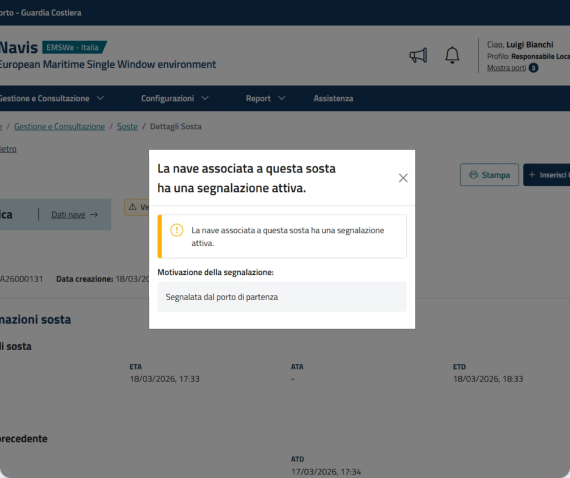 orto - Guardia Costiera
Navis EMSWe - Italia
European Maritime Single Window environment
Ciao, Luigi Bianchi
Profilo: Responsabile Loca
Mostra porti 3
Gestione e Consultazione Configurazioni Report Assistenza
e / Gestione e Consultazione / Soste / Dettagli Sosta
ietro
La nave associata a questa sosta
ha una segnalazione attiva.
Stampa + Inserisci
ica Dati nave → Ve
La nave associata a questa sosta ha una segnalazione
attiva.
Motivazione della segnalazione:
Segnalata dal porto di partenza
A26000131 Data creazione: 18/03/20
mazioni sosta
li sosta
ETA ATA ETD
18/03/2026, 17:33 - 18/03/2026, 18:33
precedente
ATD
17/03/2026, 17:34